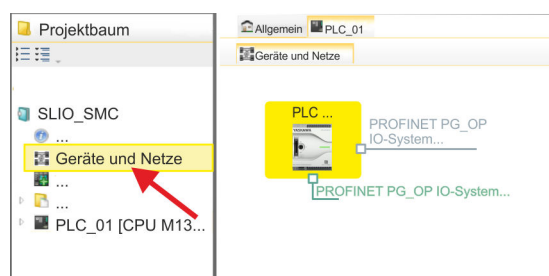 Projektbaum
SLIO_SMC
...
Geräte und Netze
...
...
PLC_01 [CPU M13...
Allgemein
PLC_01
Geräte und Netze
PLC ...
YASKAWA
PROFINET PG_OP
IO-System...
PROFINET PG_OP IO-System...